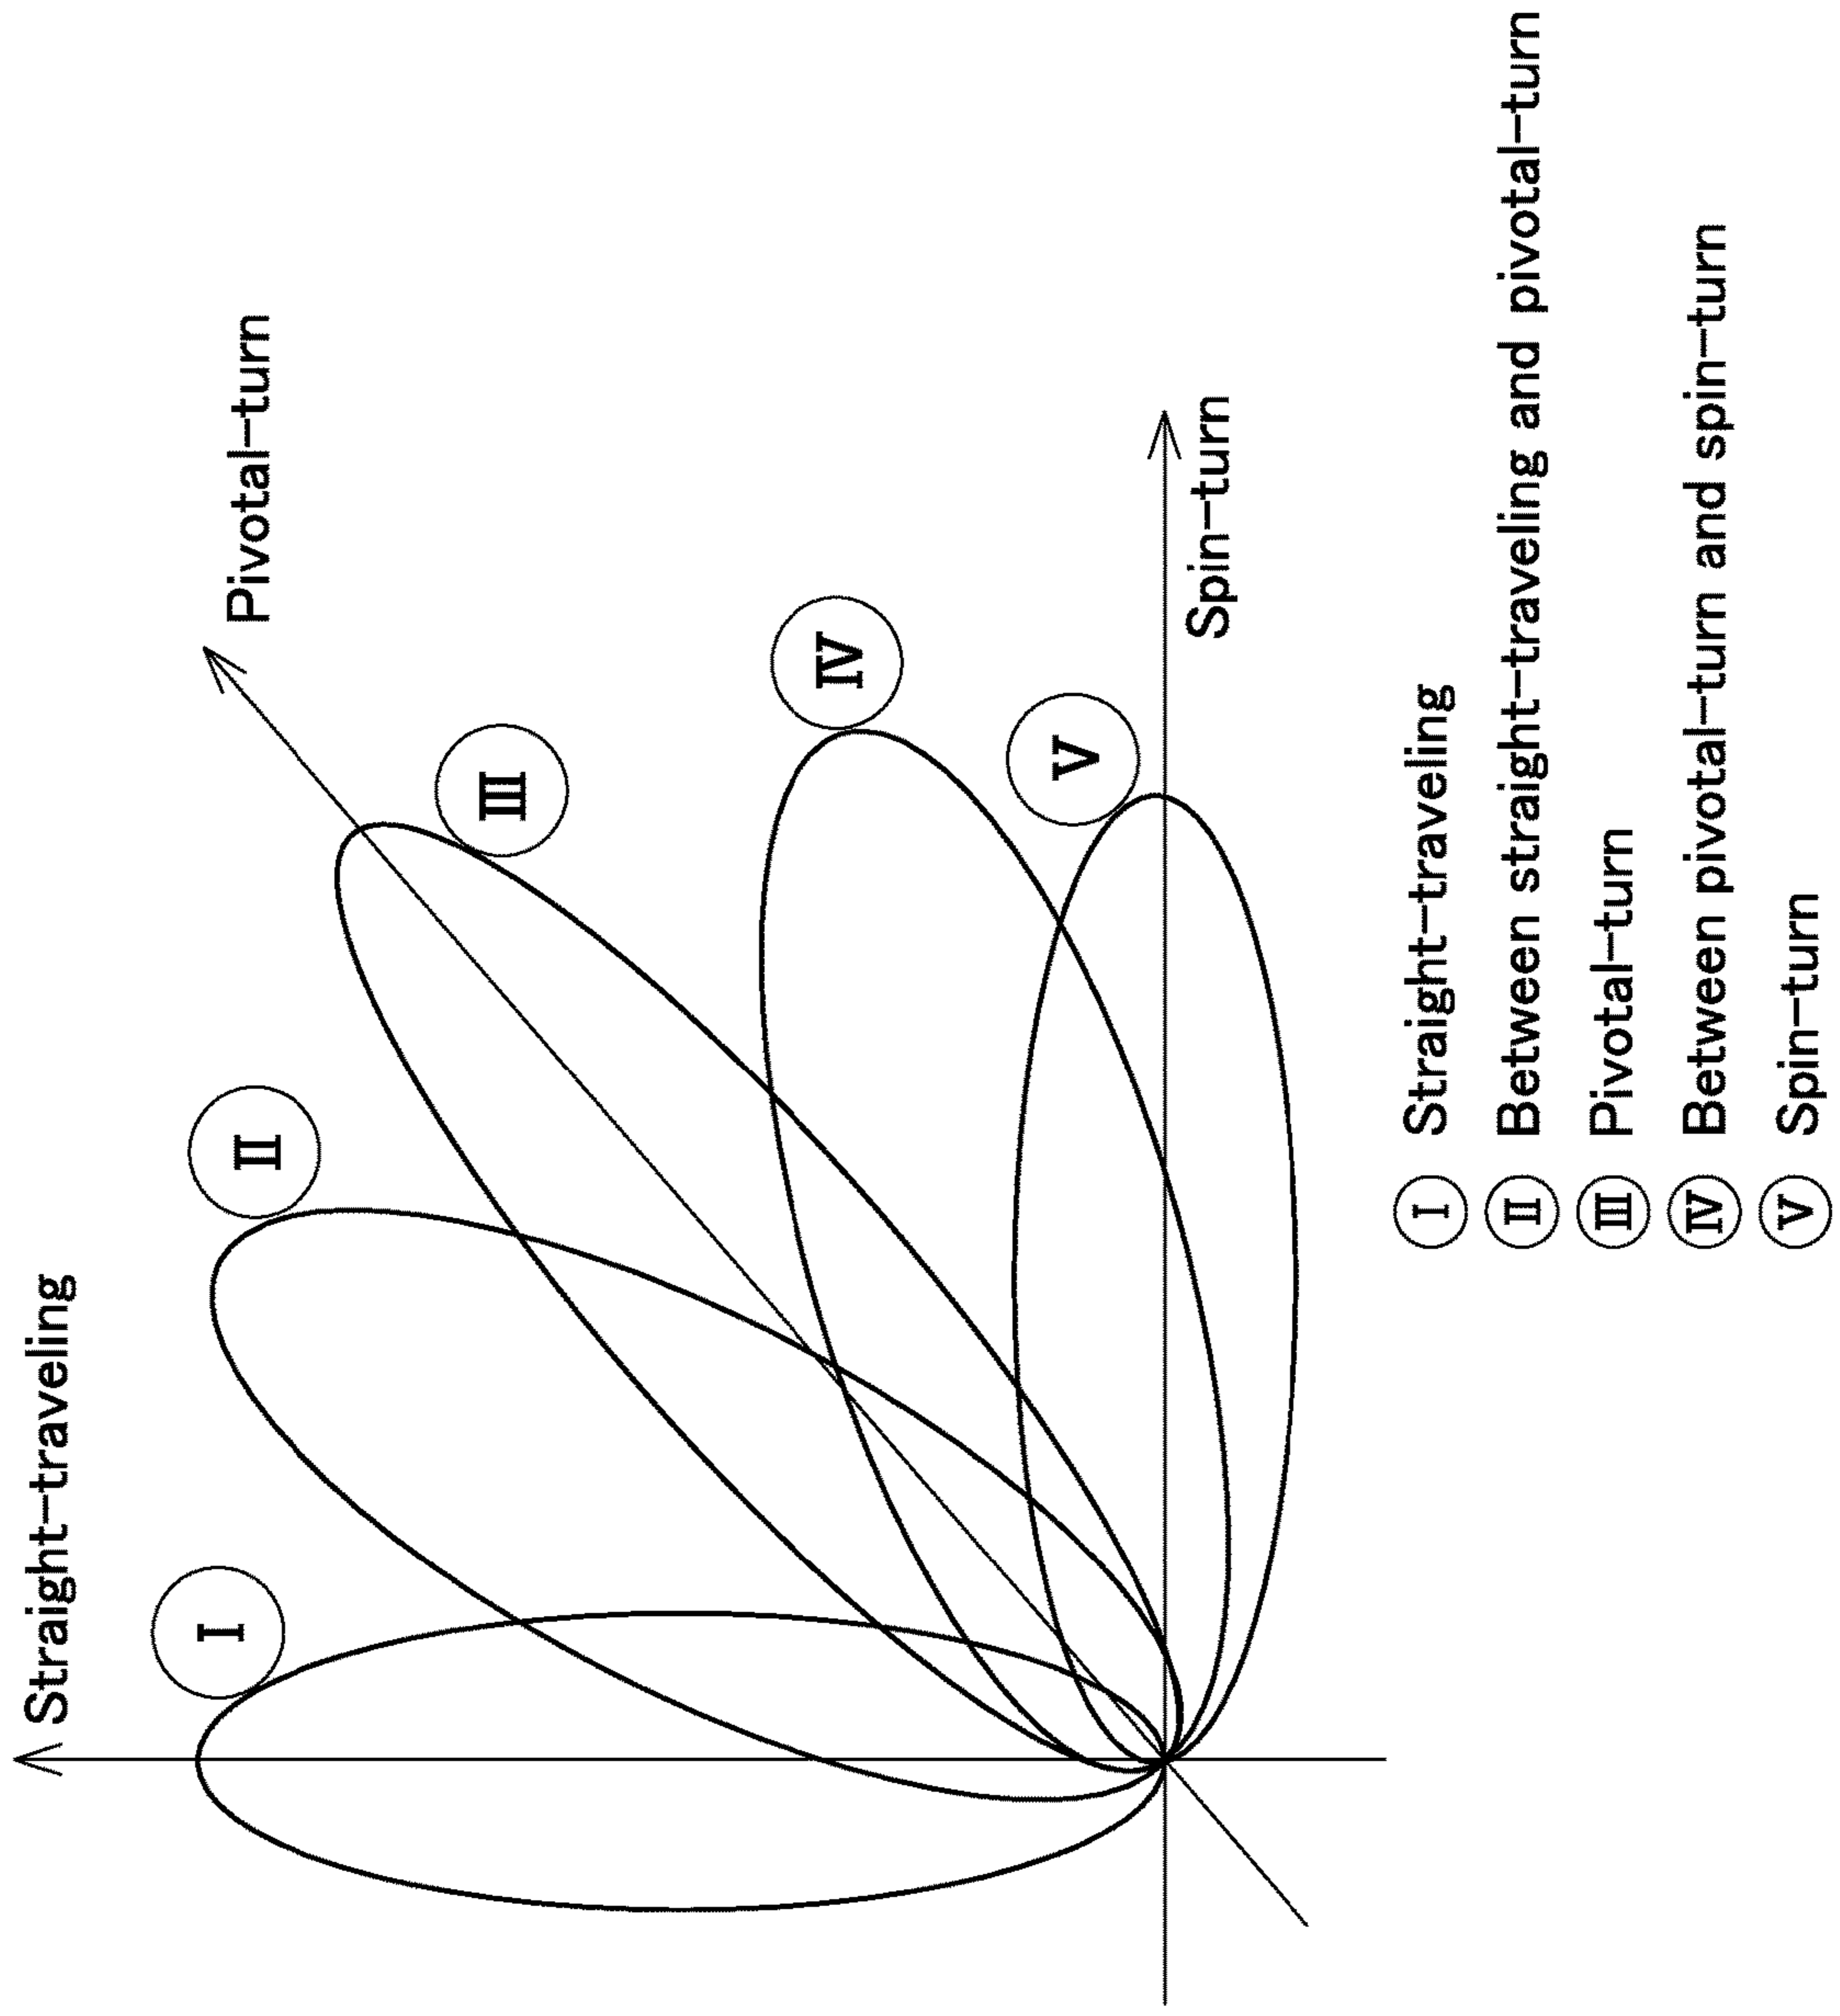 Straight-traveling
Pivotal-turn
Spin-turn
I
II
III
IV
V
I Straight-traveling
II Between straight-traveling and pivotal-turn
III Pivotal-turn
IV Between pivotal-turn and spin-turn
V Spin-turn